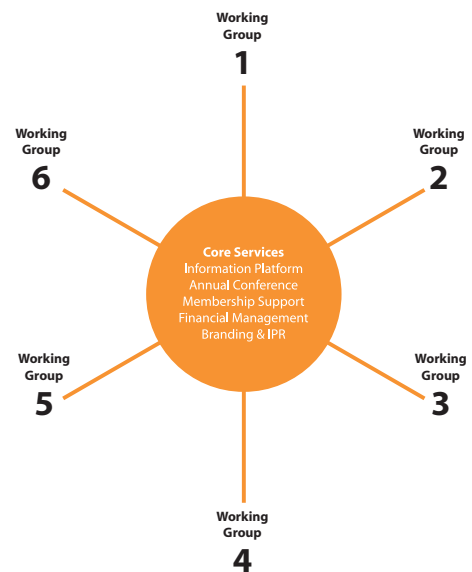 Working
Group
1
Working
Group
2
Working
Group
6
Core Services
Information Platform
Annual Conference
Membership Support
Financial Management
Branding & IPR
Working
Group
3
Working
Group
5
Working
Group
4